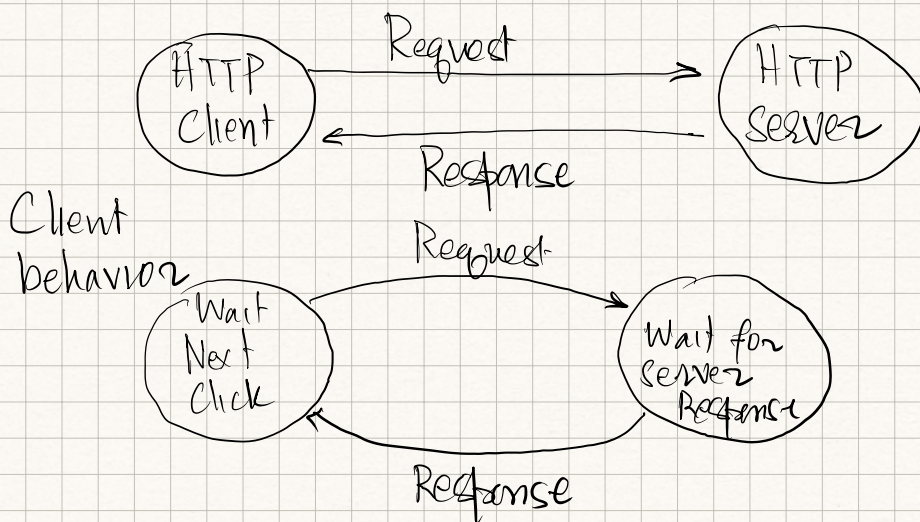 Request
HTTP
Client
HTTP
Server
Response
Client
behavior
Request
Wait
Next
Click
Wait for
server
Response
Response